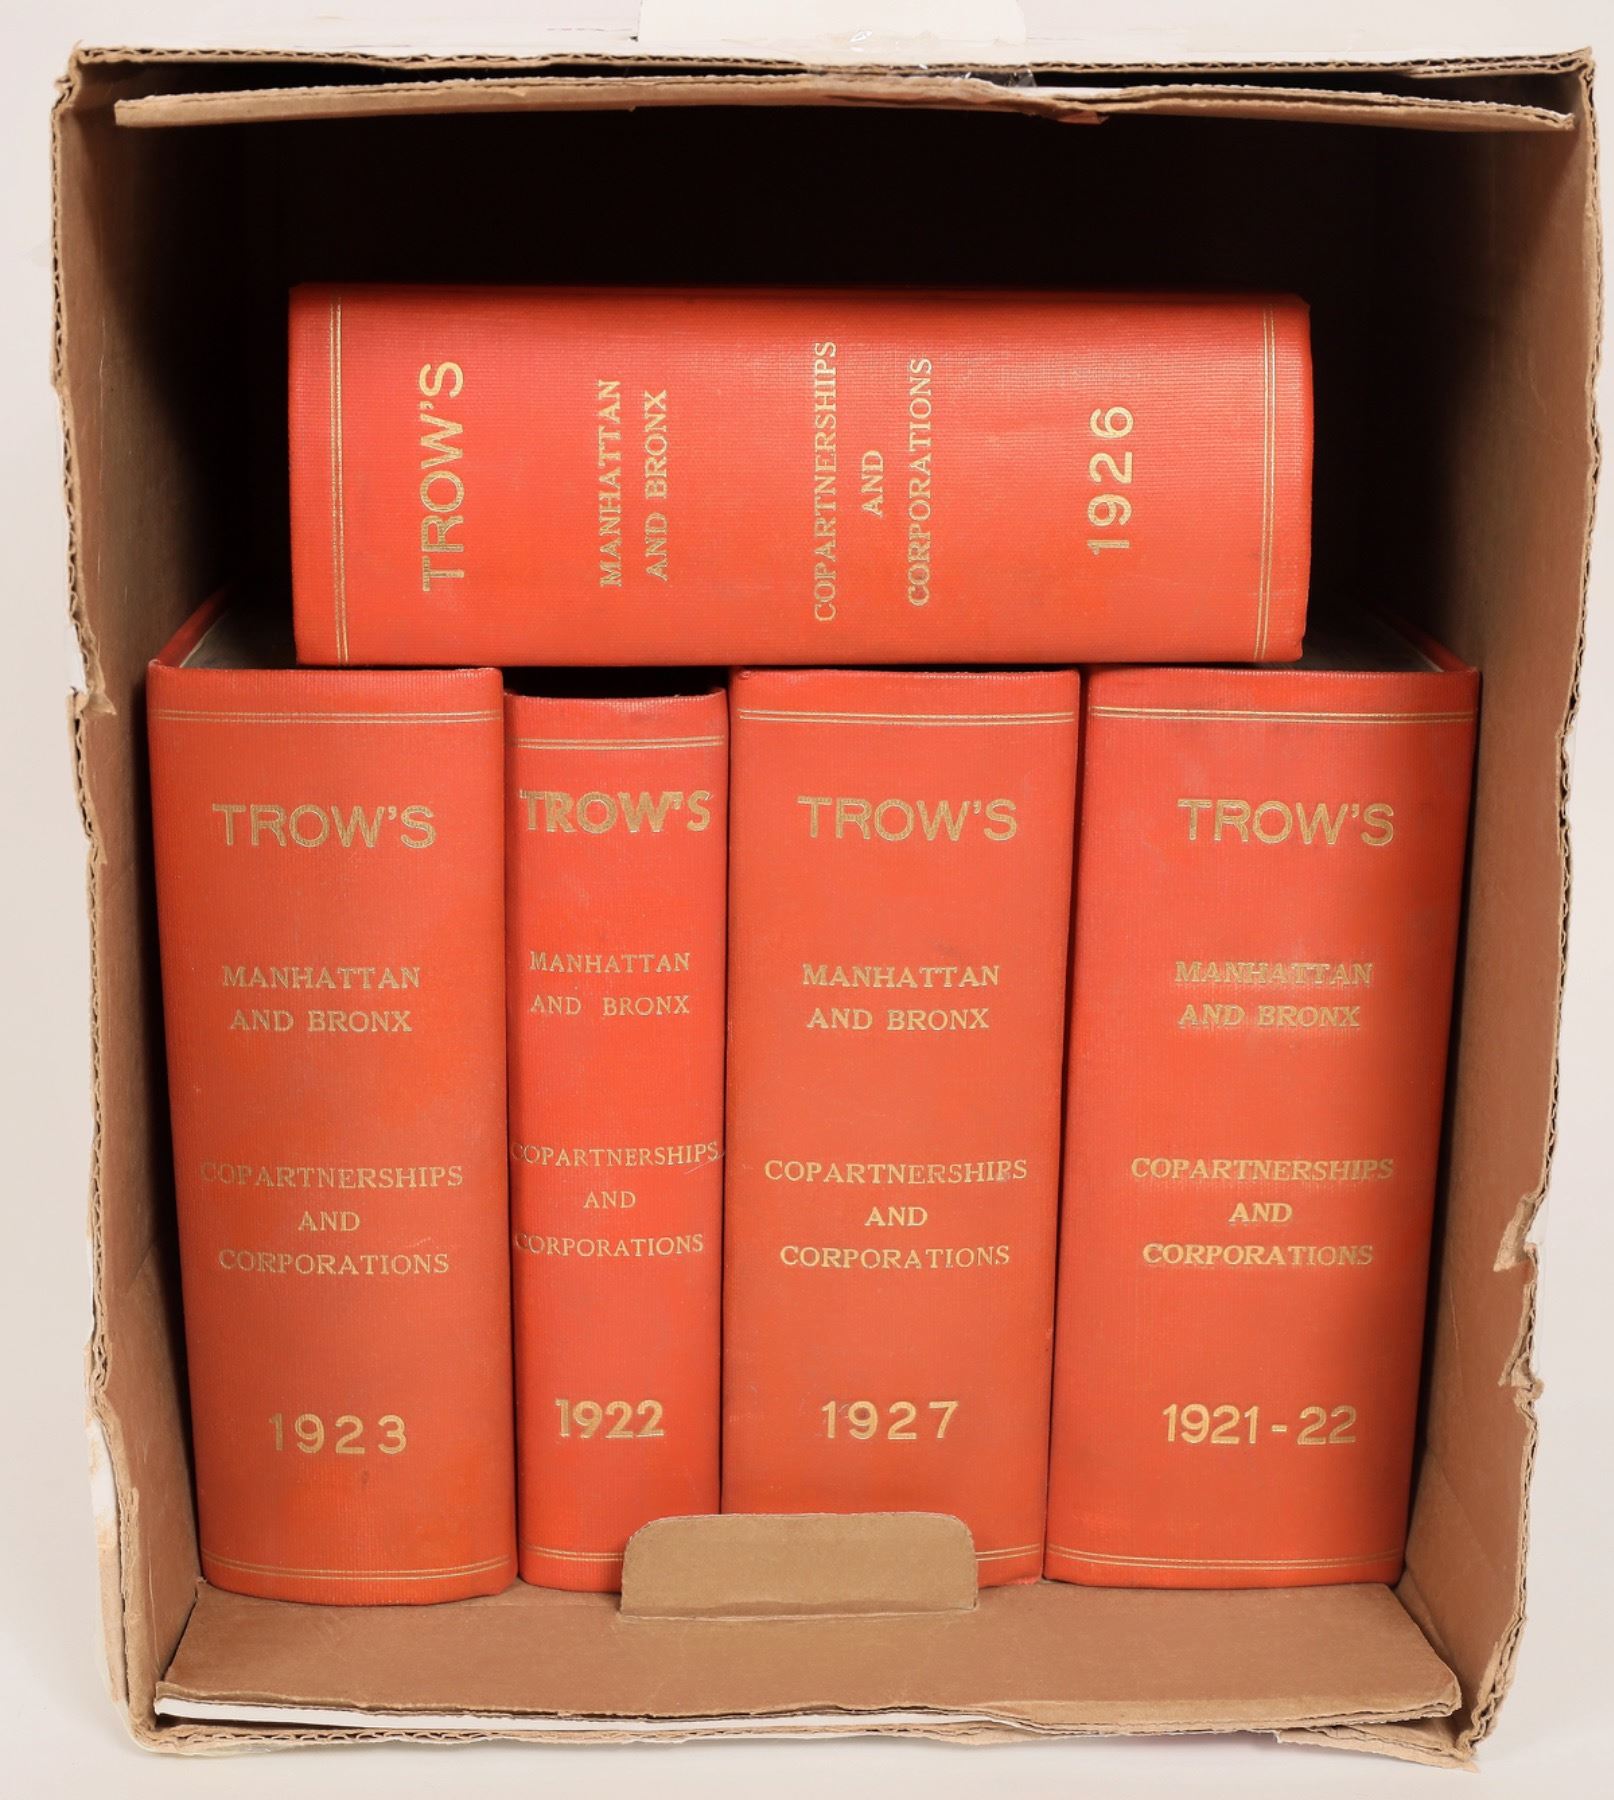 TROW'S
MANHATTAN
AND BRONX
COPARTNERSHIPS
AND
CORPORATIONS
1926
TROW'S
MANHATTAN
AND BRONX
COPARTNERSHIPS
AND
CORPORATIONS
1923
TROW'S
MANHATTAN
AND BRONX
COPARTNERSHIPS
AND
CORPORATIONS
1922
TROW'S
MANHATTAN
AND BRONX
COPARTNERSHIPS
AND
CORPORATIONS
1927
TROW'S
MANHATTAN
AND BRONX
COPARTNERSHIPS
AND
CORPORATIONS
1921-22